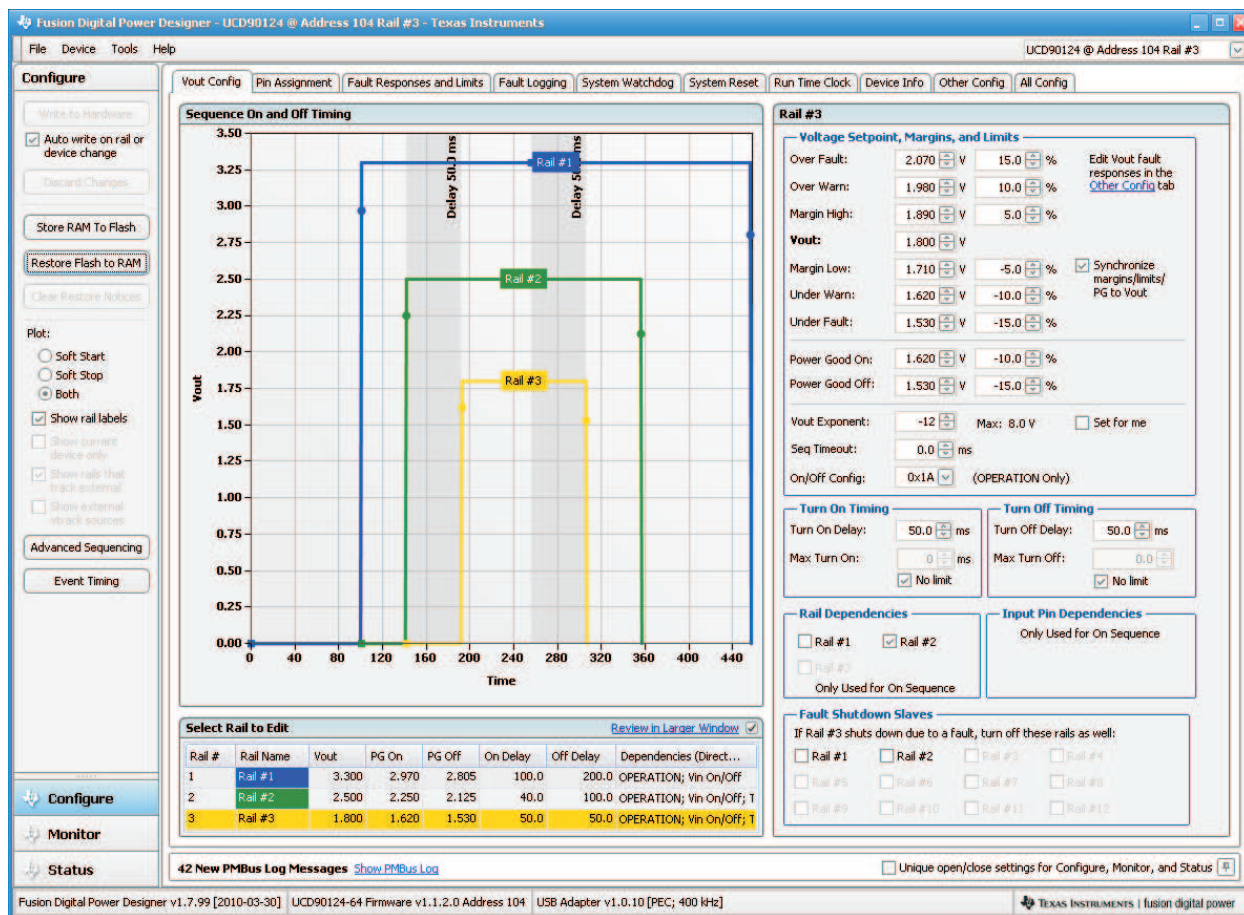 Fusion Digital Power Designer - UCD90124 @ Address 104 Rail #3 - Texas Instruments
File Device Tools Help
UCD90124 @ Address 104 Rail #3
Configure
Write to Hardware
Auto write on rail or
device change
Discard Changes
Store RAM To Flash
Restore Flash to RAM
Clear Restore Notices
Plot:
Soft Start
Soft Stop
Both
Show rail labels
Show current
device only
Show rails that
track external
Show external
vtrack sources
Advanced Sequencing
Event Timing
Configure
Monitor
Status
Vout Config Pin Assignment Fault Responses and Limits Fault Logging System Watchdog System Reset Run Time Clock Device Info Other Config All Config
Sequence On and Off Timing
3.50
3.25
3.00
2.75
2.50
2.25
2.00
1.75
1.50
1.25
1.00
0.75
0.50
0.25
0.00
Vout
0 40 80 120 160 200 240 280 320 360 400 440
Time
Delay 50.0 ms
Rail #1
Rail #2
Rail #3
Select Rail to Edit Review in Larger Window
Rail # Rail Name Vout PG On PG Off On Delay Off Delay Dependencies (Direct...
1 Rail #1 3.300 2.970 2.805 100.0 200.0 OPERATION; Vin On/Off
2 Rail #2 2.500 2.250 2.125 40.0 100.0 OPERATION; Vin On/Off; T
3 Rail #3 1.800 1.620 1.530 50.0 50.0 OPERATION; Vin On/Off; T
Rail #3
Voltage Setpoint, Margins, and Limits
Over Fault: 2.070 V 15.0 %
Over Warn: 1.980 V 10.0 %
Margin High: 1.890 V 5.0 %
Vout: 1.800 V
Margin Low: 1.710 V -5.0 %
Under Warn: 1.620 V -10.0 %
Under Fault: 1.530 V -15.0 %
Edit Vout fault
responses in the
Other Config tab
Synchronize
margins/limits/
PG to Vout
Power Good On: 1.620 V -10.0 %
Power Good Off: 1.530 V -15.0 %
Vout Exponent: -12 Max: 8.0 V Set for me
Seq Timeout: 0.0 ms
On/Off Config: 0x1A (OPERATION Only)
Turn On Timing
Turn On Delay: 50.0 ms
Max Turn On: 0 ms
No limit
Turn Off Timing
Turn Off Delay: 50.0 ms
Max Turn Off: 0.0
No limit
Rail Dependencies
Rail #1 Rail #2
Rail #3
Only Used for On Sequence
Input Pin Dependencies
Only Used for On Sequence
Fault Shutdown Slaves
If Rail #3 shuts down due to a fault, turn off these rails as well:
Rail #1 Rail #2 Rail #3 Rail #4
Rail #5 Rail #6 Rail #7 Rail #8
Rail #9 Rail #10 Rail #11 Rail #12
42 New PMBus Log Messages Show PMBus Log
Unique open/close settings for Configure, Monitor, and Status
Fusion Digital Power Designer v1.7.99 [2010-03-30] UCD90124-64 Firmware v1.1.2.0 Address 104 USB Adapter v1.0.10 [PEC; 400 kHz]
TEXAS INSTRUMENTS | fusion digital power